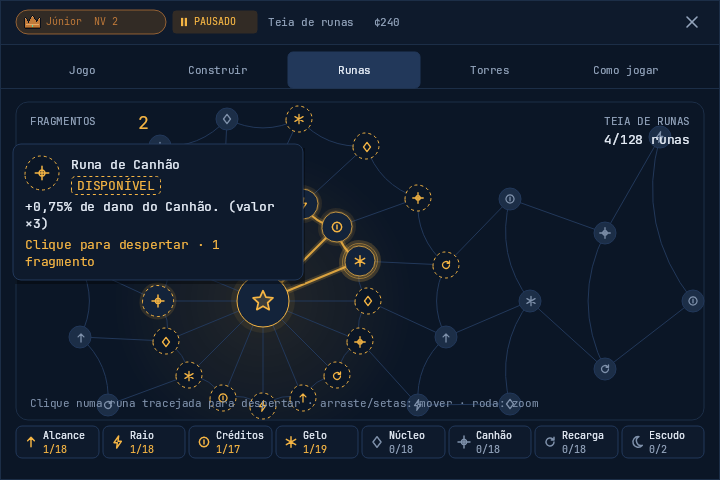 Júnior NV 2
PAUSADO
Teia de runas
¢240
Jogo
Construir
Runas
Torres
Como jogar
FRAGMENTOS 2
TEIA DE RUNAS
4/128 runas
Runa de Canhão
DISPONÍVEL
+0,75% de dano do Canhão. (valor
×3)
Clique para despertar · 1
fragmento
Clique numa runa tracejada para despertar · arraste/setas: mover · roda: zoom
Alcance
1/18
Raio
1/18
Créditos
1/17
Gelo
1/19
Núcleo
0/18
Canhão
0/18
Recarga
0/18
Escudo
0/2